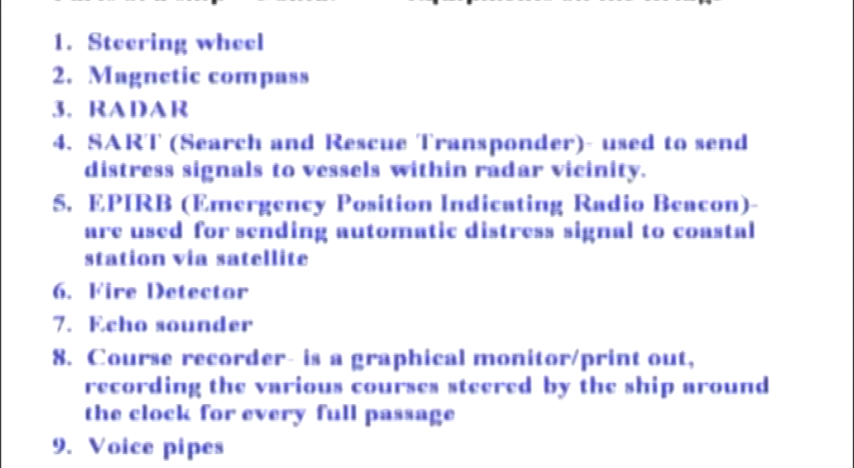 1. Steering wheel
2. Magnetic compass
3. RADAR
4. SART (Search and Rescue Transponder)- used to send
distress signals to vessels within radar vicinity.
5. EPIRB (Emergency Position Indicating Radio Beacon)-
are used for sending automatic distress signal to coastal
station via satellite
6. Fire Detector
7. Echo sounder
8. Course recorder- is a graphical monitor/print out,
recording the various courses steered by the ship around
the clock for every full passage
9. Voice pipes